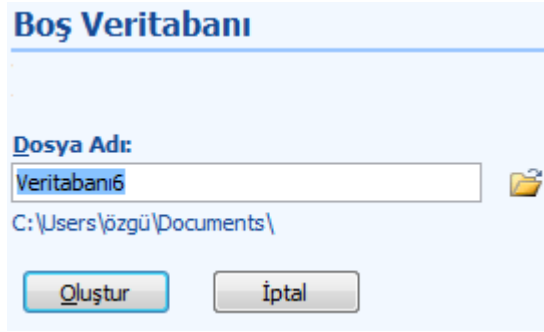 Boş Veritabanı
Dosya Adı:
Veritabanı6
C:\Users\özgü\Documents\
Oluştur
İptal